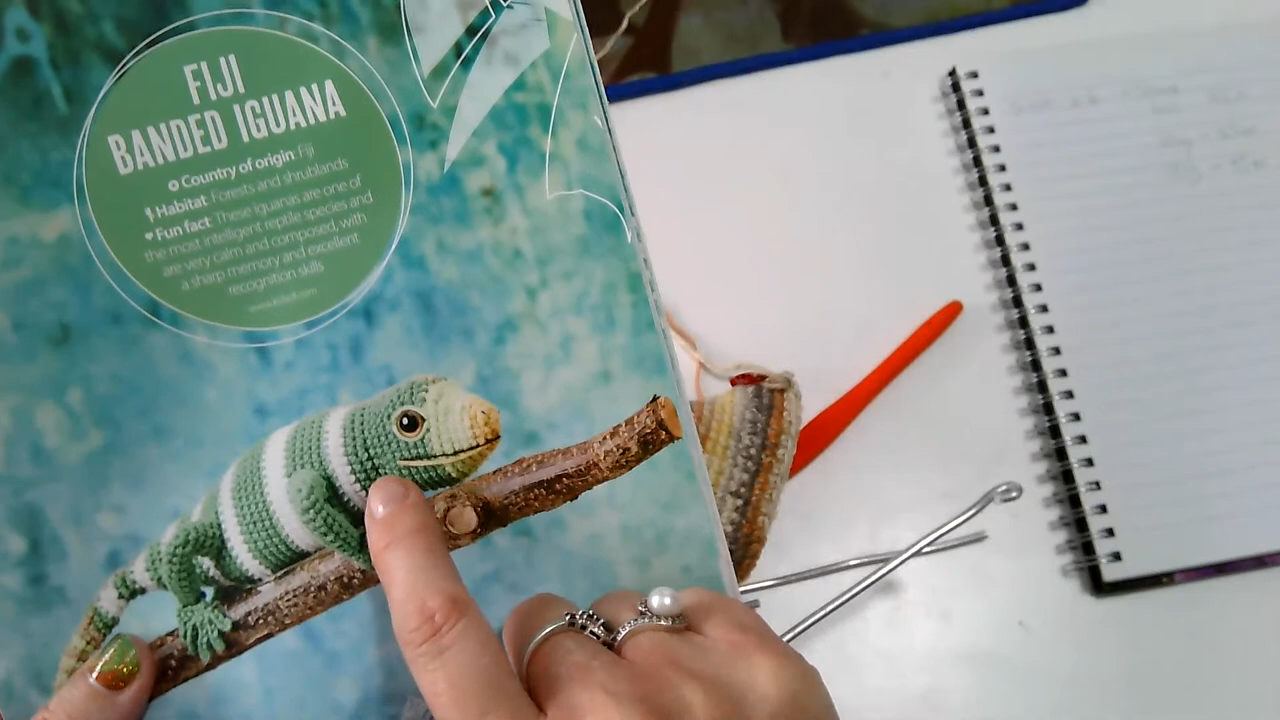 FIJI
BANDED IGUANA
Country of origin: Fiji
Habitat: Forests and shrublands
Fun fact: These iguanas are one of
the most intelligent reptile species and
are very calm and composed, with
a sharp memory and excellent
recognition skills